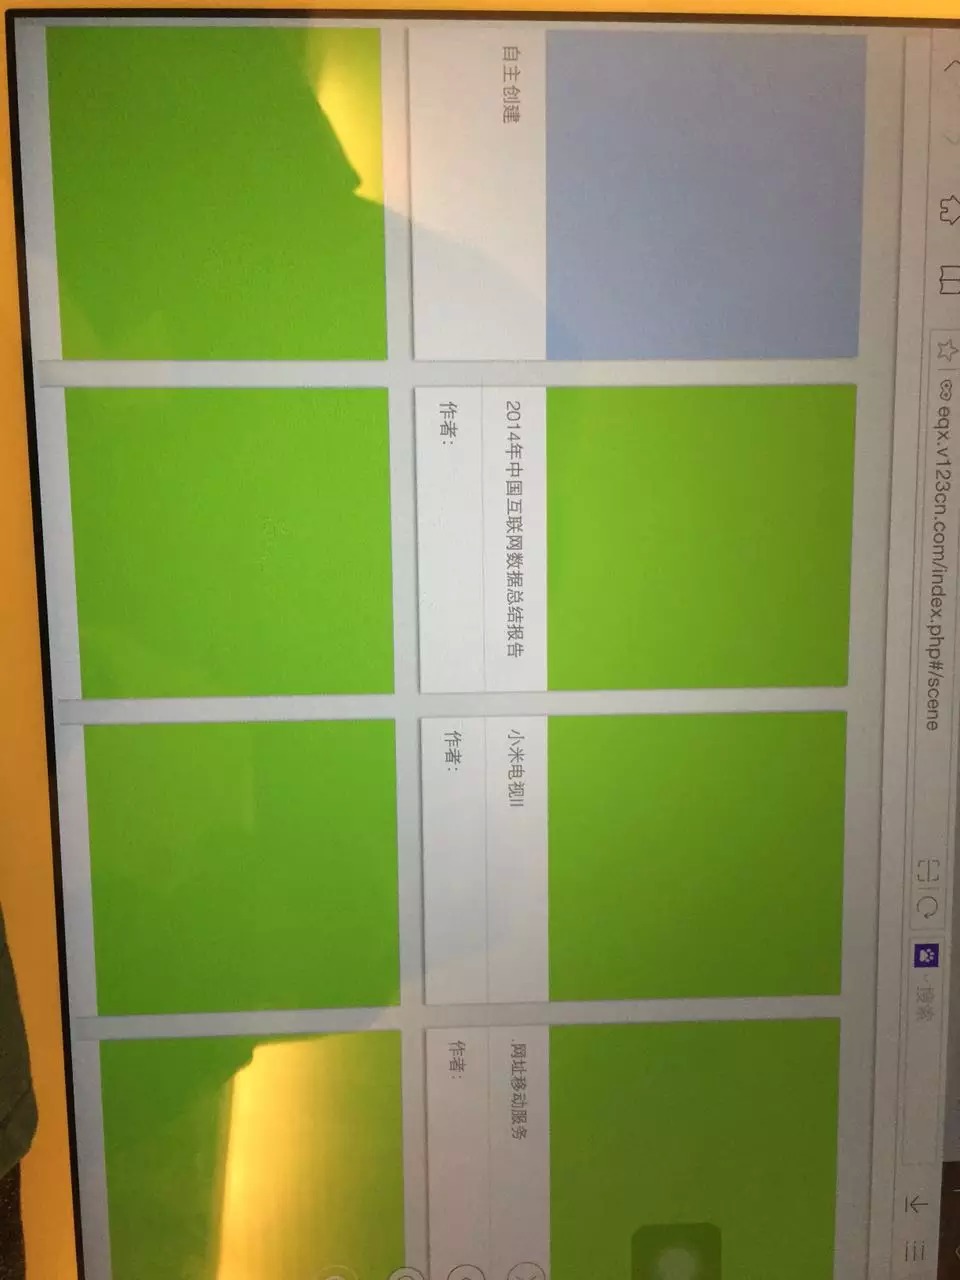 eqx.v123cn.com/index.php#/scene
搜索
自主创建
2014年中国互联网数据总结报告
作者：
小米电视II
作者：
.网址移动服务
作者：